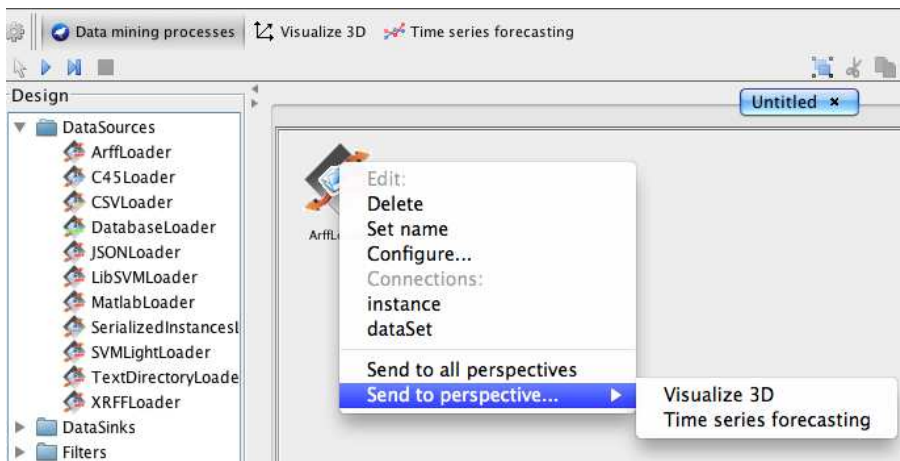 Data mining processes Visualize 3D Time series forecasting
Design
Untitled ×
DataSources
ArffLoader
C45Loader
CSVLoader
DatabaseLoader
JSONLoader
LibSVMLoader
MatlabLoader
SerializedInstancesL
SVMLightLoader
TextDirectoryLoade
XRFFLoader
DataSinks
Filters
ArffL
Edit:
Delete
Set name
Configure...
Connections:
instance
dataSet
Send to all perspectives
Send to perspective...
Visualize 3D
Time series forecasting